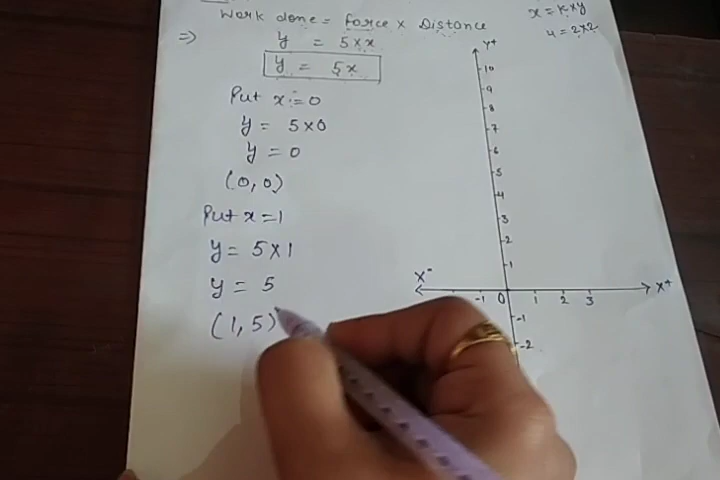 Work done = force × Distance
⇒ y = 5×x
y = 5x
Put x = 0
y = 5×0
y = 0
(0, 0)
Put x = 1
y = 5×1
y = 5
(1, 5)
x = k×y
4 = 2×2
Y+
10
9
8
7
6
5
4
3
2
1
X- -1 0 1 2 3 X+
-1
-2